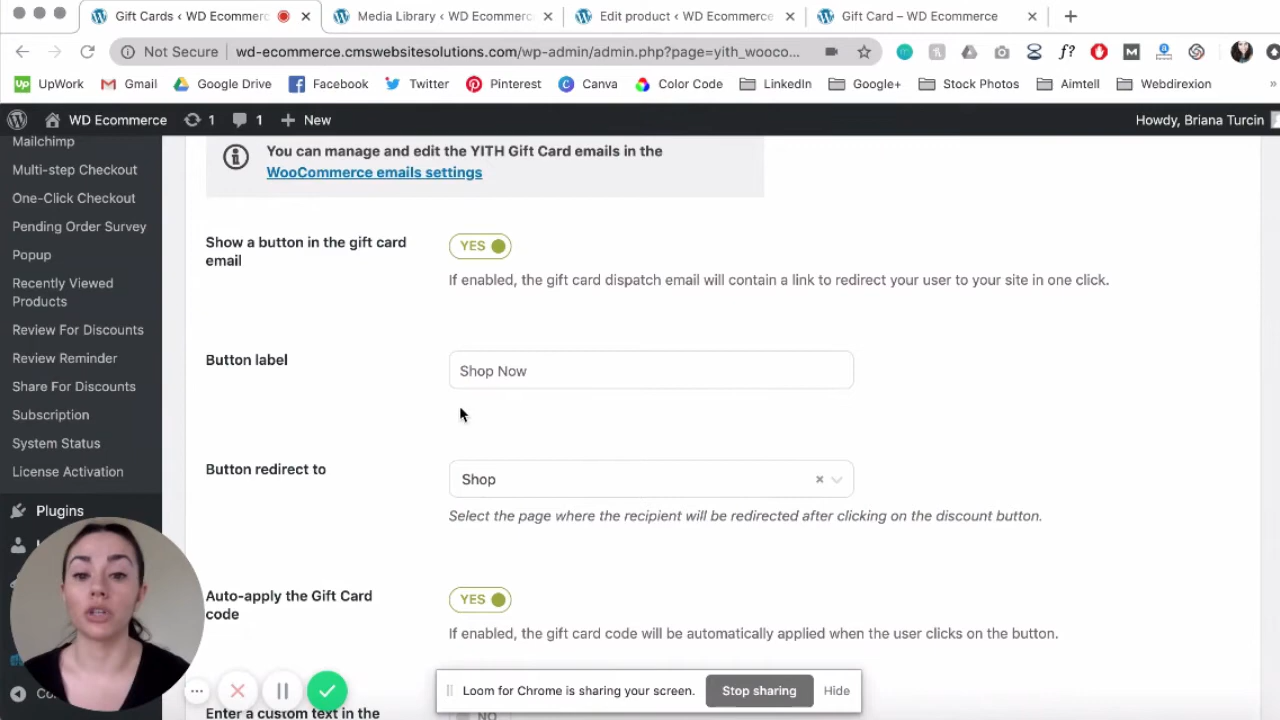 Gift Cards ‹ WD Ecommerc
Media Library ‹ WD Ecommerc
Edit product ‹ WD Ecommerce
Gift Card – WD Ecommerce
Not Secure
wd-ecommerce.cmswebsitesolutions.com/wp-admin/admin.php?page=yith_wooco...
f?
M
Up UpWork
Gmail
Google Drive
Facebook
Twitter
Pinterest
Canva
Color Code
LinkedIn
Google+
Stock Photos
Aimtell
Webdirexion
»
WD Ecommerce
1
1
New
Howdy, Briana Turcin
Mailchimp
Multi-step Checkout
One-Click Checkout
Pending Order Survey
Popup
Recently Viewed
Products
Review For Discounts
Review Reminder
Share For Discounts
Subscription
System Status
License Activation
Plugins
You can manage and edit the YITH Gift Card emails in the
WooCommerce emails settings
Show a button in the gift card
email
YES
If enabled, the gift card dispatch email will contain a link to redirect your user to your site in one click.
Button label
Shop Now
Button redirect to
Shop
Select the page where the recipient will be redirected after clicking on the discount button.
Auto-apply the Gift Card
code
YES
If enabled, the gift card code will be automatically applied when the user clicks on the button.
Loom for Chrome is sharing your screen.
Stop sharing
Hide
Enter a custom text in the
NO